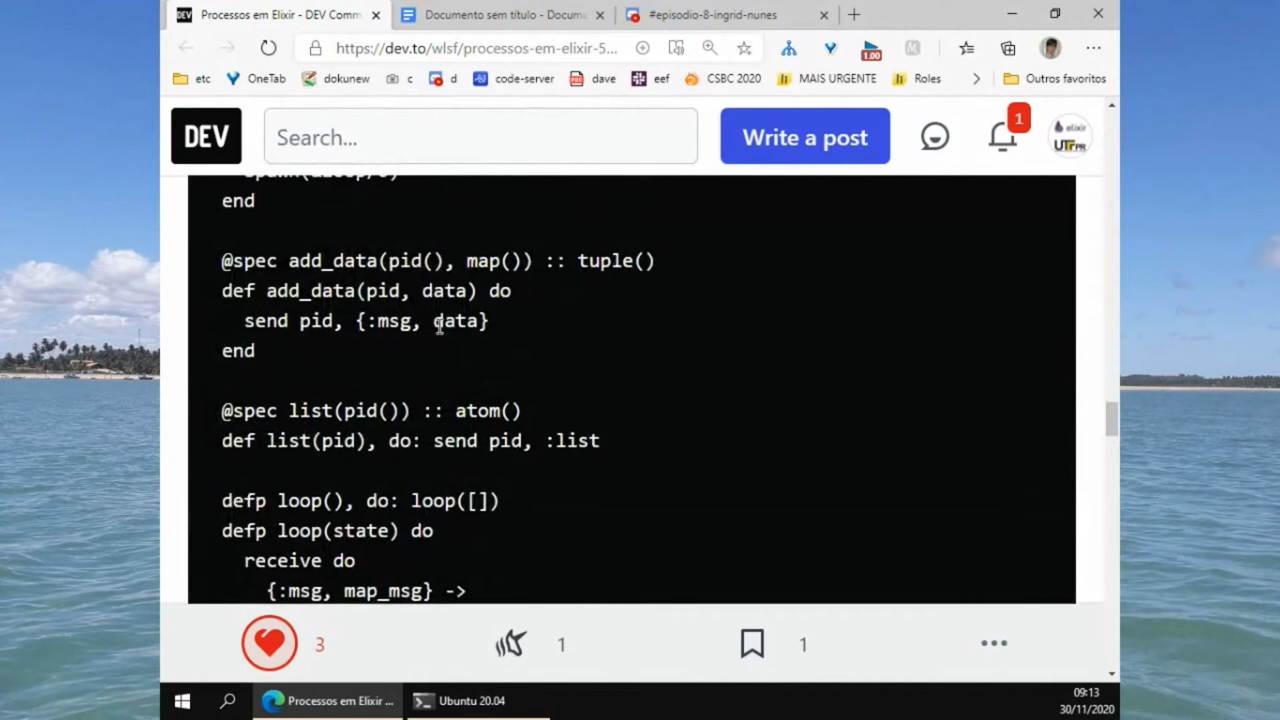 Processos em Elixir - DEV Comm
Documento sem título - Docume
#episodio-8-ingrid-nunes
https://dev.to/wlsf/processos-em-elixir-5...
1.00
etc
OneTab
dokunew
c
d
code-server
dave
eef
CSBC 2020
MAIS URGENTE
Roles
Outros favoritos
DEV
Search...
Write a post
1
elixir
UTFPR
end
@spec add_data(pid(), map()) :: tuple()
def add_data(pid, data) do
send pid, {:msg, data}
end
@spec list(pid()) :: atom()
def list(pid), do: send pid, :list
defp loop(), do: loop([])
defp loop(state) do
receive do
{:msg, map_msg} ->
3
1
1
Processos em Elixir ...
Ubuntu 20.04
09:13
30/11/2020